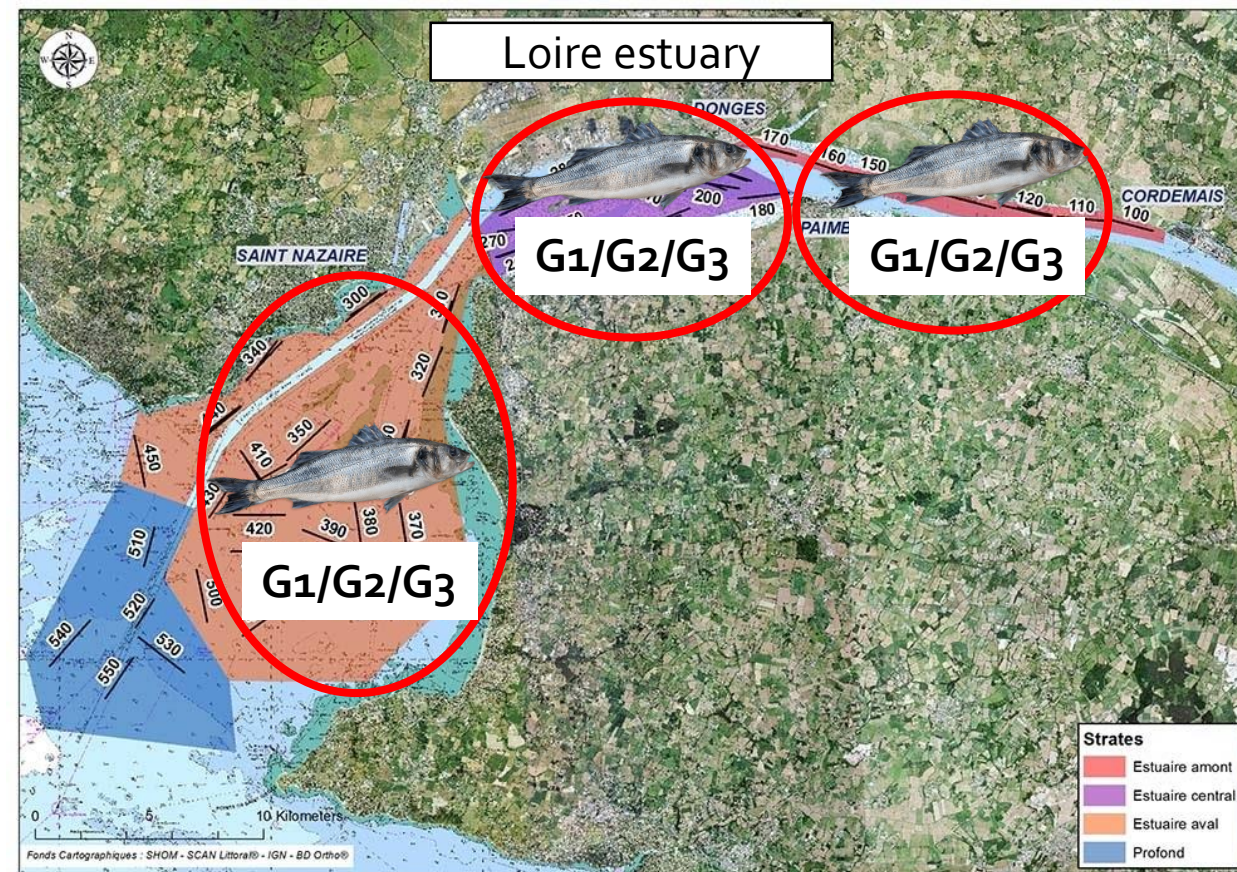 Loire estuary
N
W
E
S
DONGES
170
160
150
120
110
100
CORDEMAIS
200
180
PAIMB
270
SAINT NAZAIRE
G1/G2/G3
G1/G2/G3
300
340
320
350
450
410
420
390
380
370
G1/G2/G3
500
510
520
540
530
550
Strates
Estuaire amont
Estuaire central
Estuaire aval
Profond
0 5 10 Kilometers
Fonds Cartographiques : SHOM - SCAN Littoral® - IGN - BD Ortho®